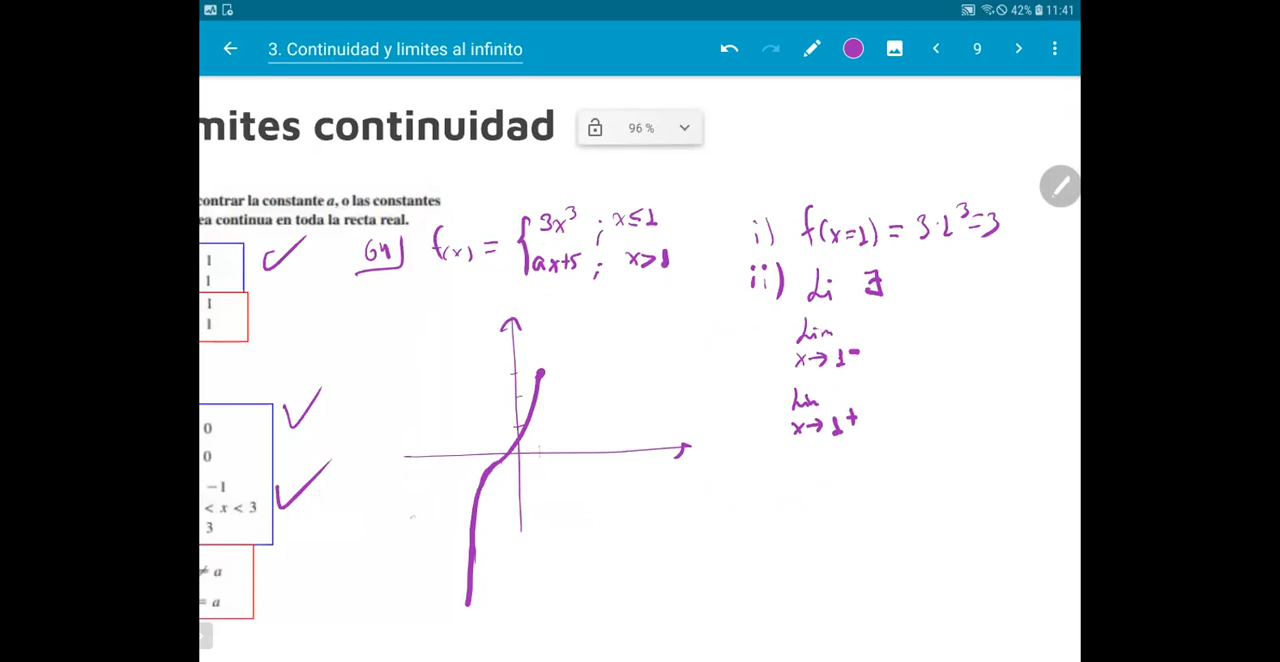 42% 11:41
3. Continuidad y limites al infinito
9
mites continuidad
96 %
contrar la constante a, o las constantes
ea continua en toda la recta real.
64) f(x) = { 3x³ ; x≤1
ax+5 ; x>1
i) f(x=1) = 3·1³=3
ii) Li ∃
Lim
x→1⁻
Lim
x→1⁺
1
1
1
1
0
0
−1
< x < 3
3
≠ a
= a